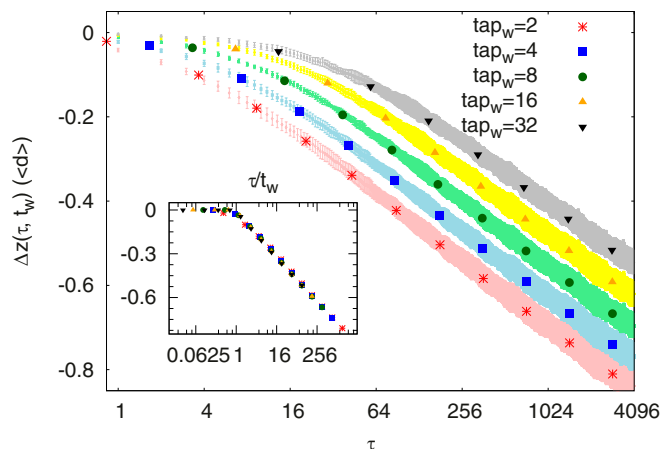 0
-0.2
-0.4
-0.6
-0.8
Δz(τ, t_w) (<d>)
tap_w=2
tap_w=4
tap_w=8
tap_w=16
tap_w=32
τ/t_w
0
-0.3
-0.6
0.0625 1 16 256
1 4 16 64 256 1024 4096
τ